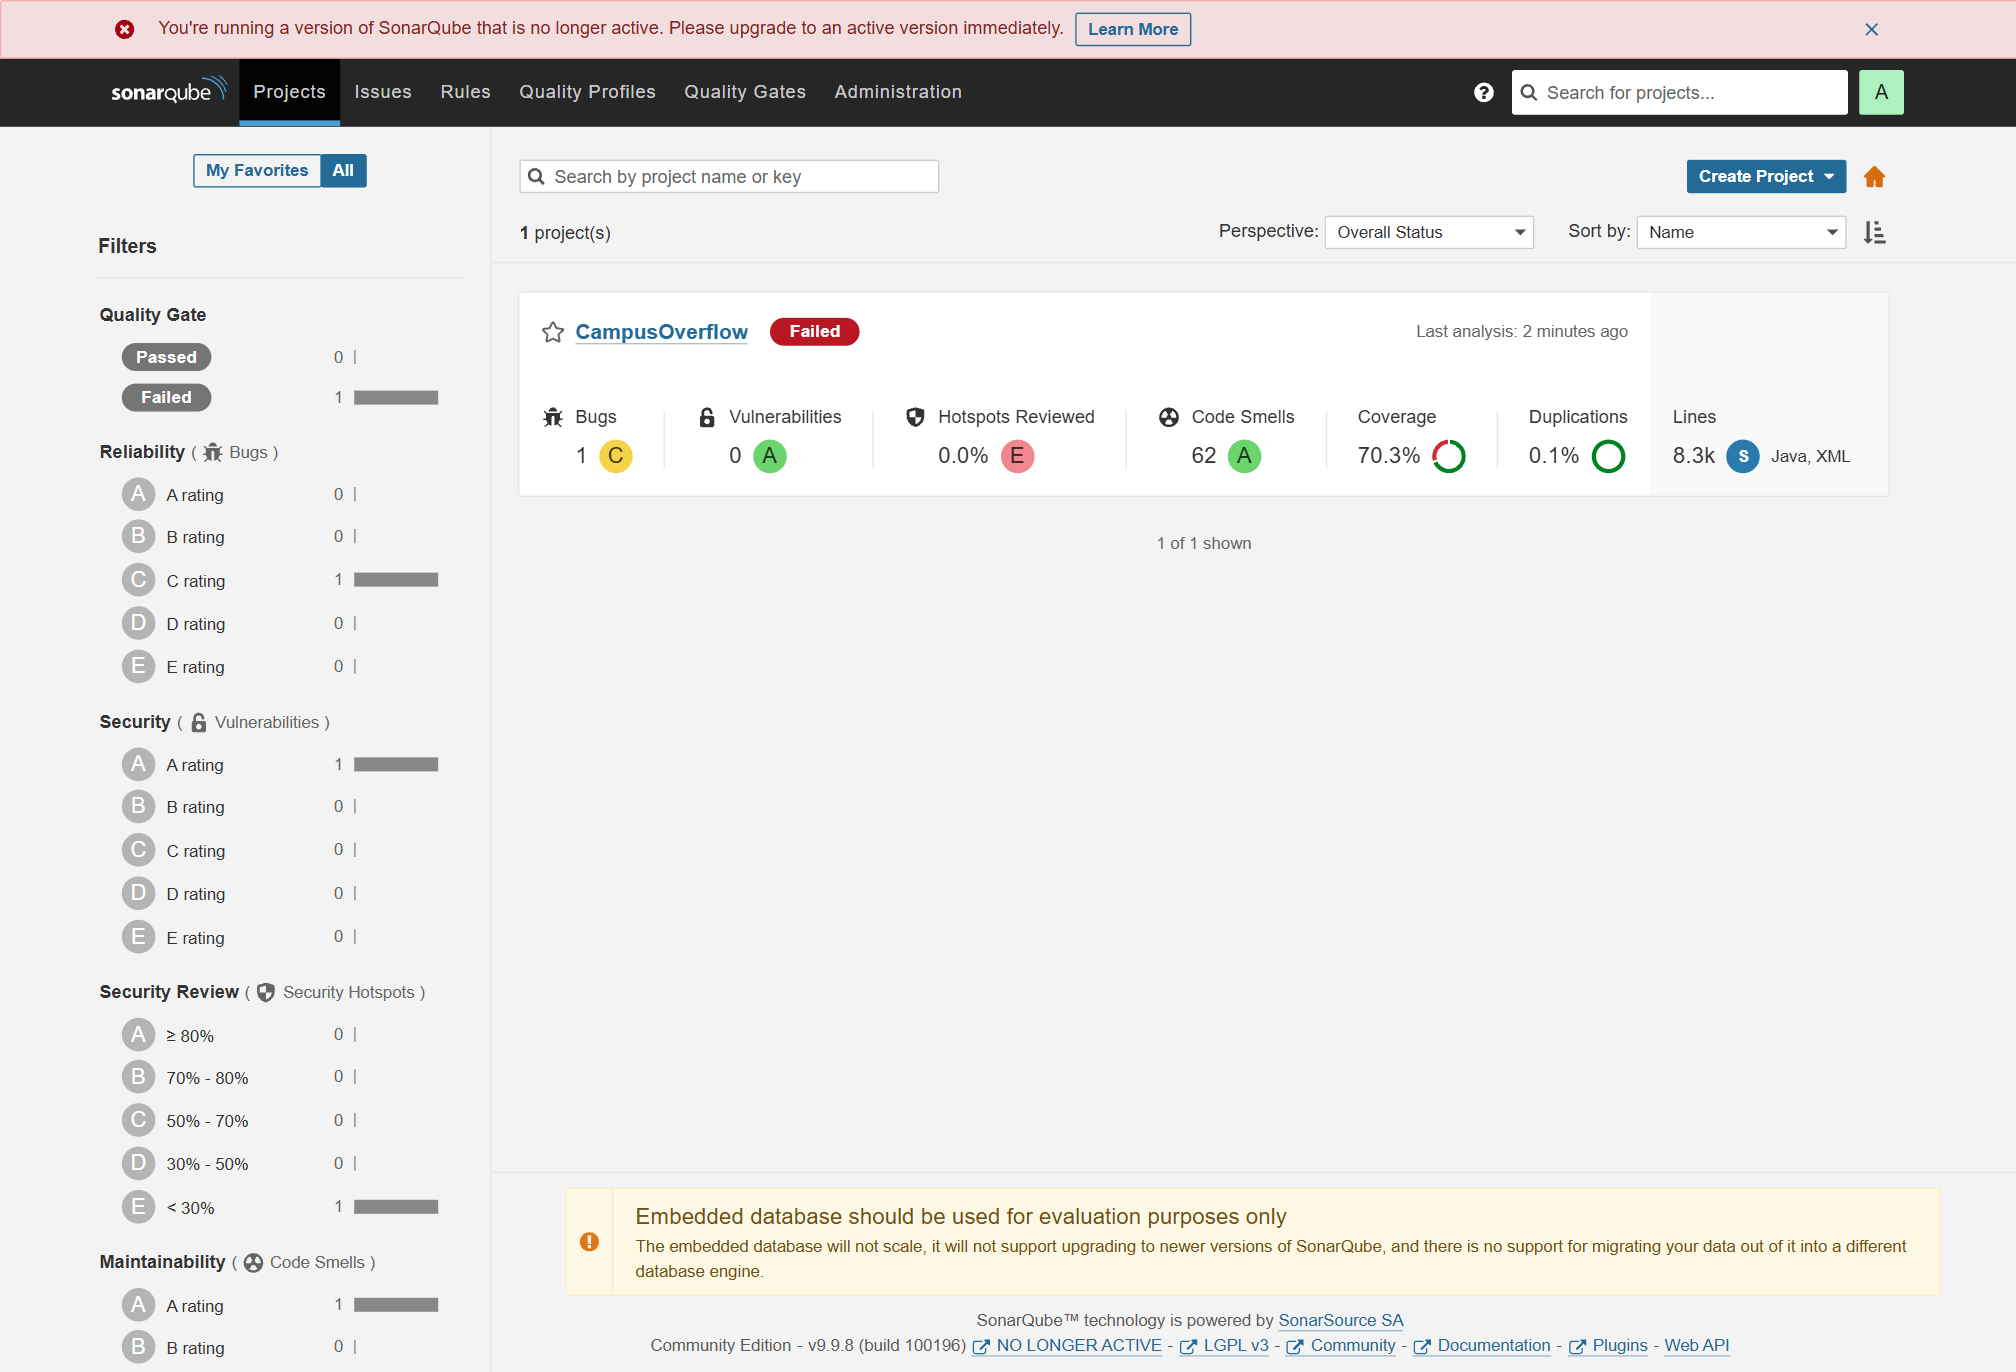 You're running a version of SonarQube that is no longer active. Please upgrade to an active version immediately. Learn More
sonarqube Projects Issues Rules Quality Profiles Quality Gates Administration Search for projects... A
My Favorites All
Search by project name or key
Create Project
1 project(s)
Perspective: Overall Status
Sort by: Name
Filters
Quality Gate
Passed 0
Failed 1
Reliability ( Bugs )
A A rating 0
B B rating 0
C C rating 1
D D rating 0
E E rating 0
Security ( Vulnerabilities )
A A rating 1
B B rating 0
C C rating 0
D D rating 0
E E rating 0
Security Review ( Security Hotspots )
A ≥ 80% 0
B 70% - 80% 0
C 50% - 70% 0
D 30% - 50% 0
E < 30% 1
Maintainability ( Code Smells )
A A rating 1
B B rating 0
CampusOverflow Failed Last analysis: 2 minutes ago
Bugs Vulnerabilities Hotspots Reviewed Code Smells Coverage Duplications Lines
1 C 0 A 0.0% E 62 A 70.3% 0.1% 8.3k S Java, XML
1 of 1 shown
Embedded database should be used for evaluation purposes only
The embedded database will not scale, it will not support upgrading to newer versions of SonarQube, and there is no support for migrating your data out of it into a different
database engine.
SonarQube™ technology is powered by SonarSource SA
Community Edition - v9.9.8 (build 100196) NO LONGER ACTIVE - LGPL v3 - Community - Documentation - Plugins - Web API